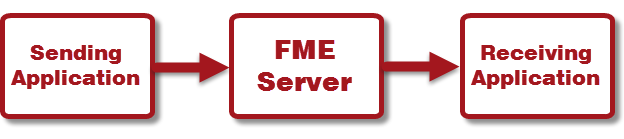 Sending
Application
FME
Server
Receiving
Application